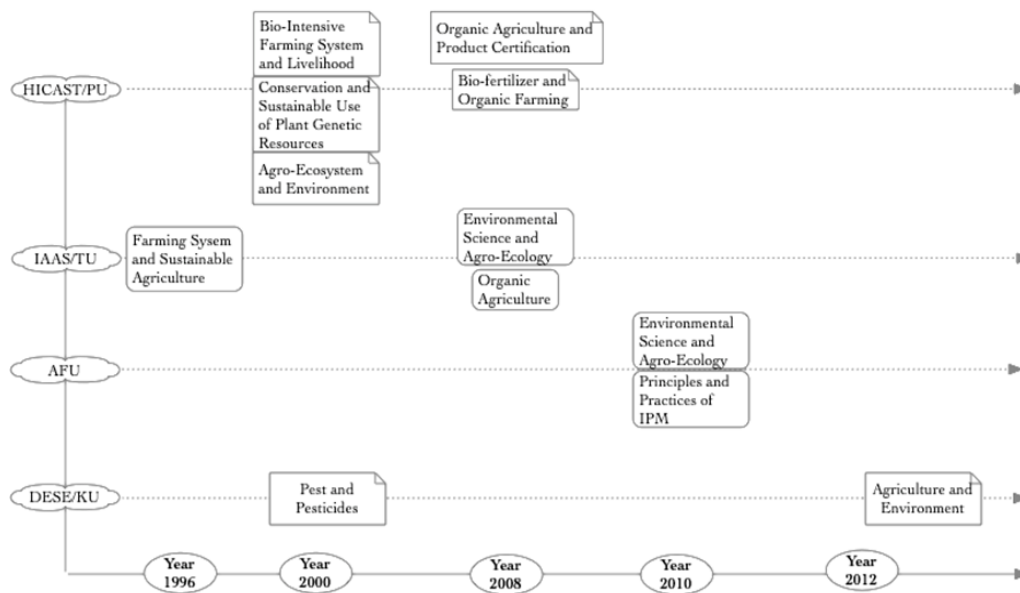 Bio-Intensive
Farming System
and Livelihood
Organic Agriculture and
Product Certification
HICAST/PU
Conservation and
Sustainable Use
of Plant Genetic
Resources
Bio-fertilizer and
Organic Farming
Agro-Ecosystem
and Environment
IAAS/TU
Farming Sysem
and Sustainable
Agriculture
Environmental
Science and
Agro-Ecology
Organic
Agriculture
AFU
Environmental
Science and
Agro-Ecology
Principles and
Practices of
IPM
DESE/KU
Pest and
Pesticides
Agriculture and
Environment
Year
1996
Year
2000
Year
2008
Year
2010
Year
2012